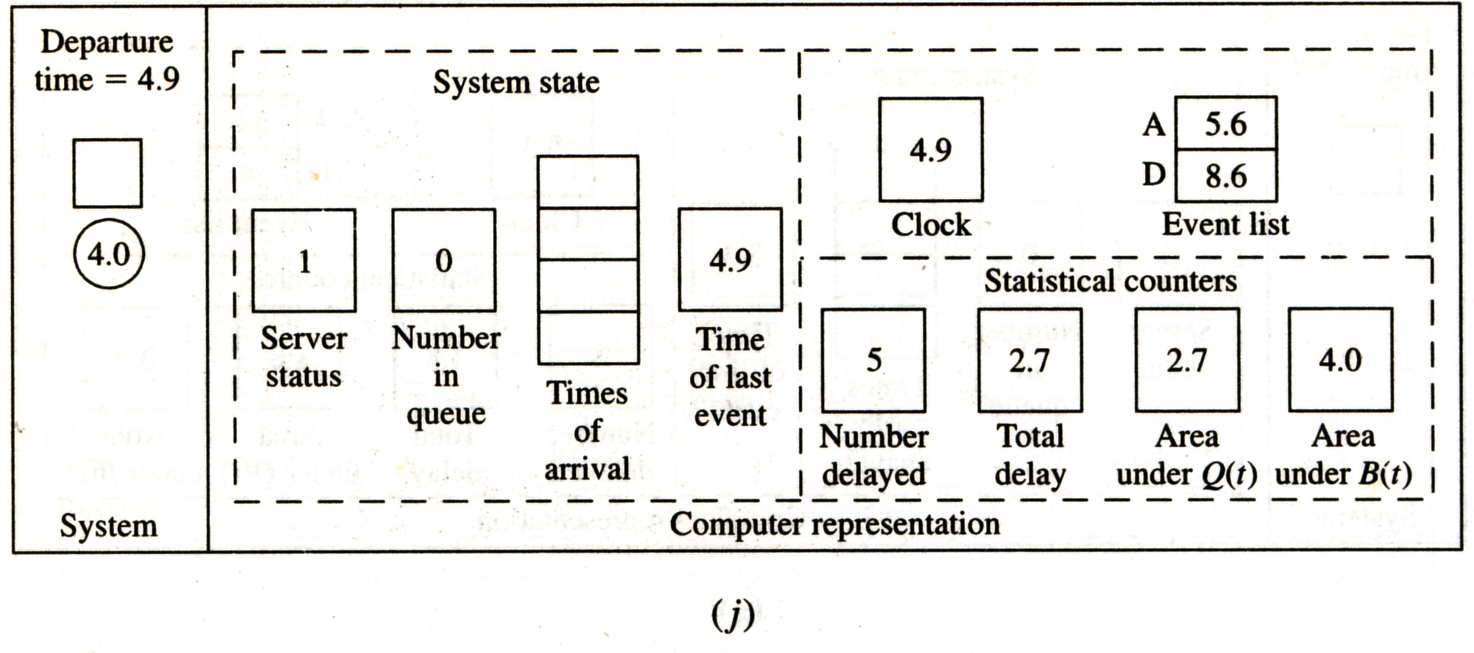 Departure
time = 4.9
4.0
System
System state
1
Server
status
0
Number
in
queue
Times
of
arrival
4.9
Time
of last
event
4.9
Clock
A 5.6
D 8.6
Event list
Statistical counters
5
Number
delayed
2.7
Total
delay
2.7
Area
under Q(t)
4.0
Area
under B(t)
Computer representation
(j)